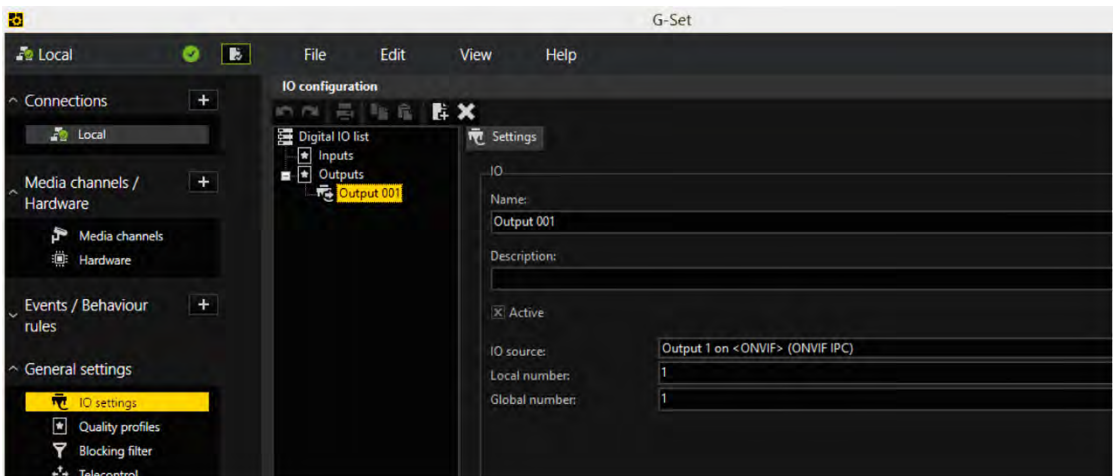 G-Set
Local
File Edit View Help
Connections
Local
Media channels /
Hardware
Media channels
Hardware
Events / Behaviour
rules
General settings
IO settings
Quality profiles
Blocking filter
Telecontrol
IO configuration
Digital IO list
Inputs
Outputs
Output 001
Settings
IO
Name:
Output 001
Description:
Active
IO source: Output 1 on <ONVIF> (ONVIF IPC)
Local number: 1
Global number: 1